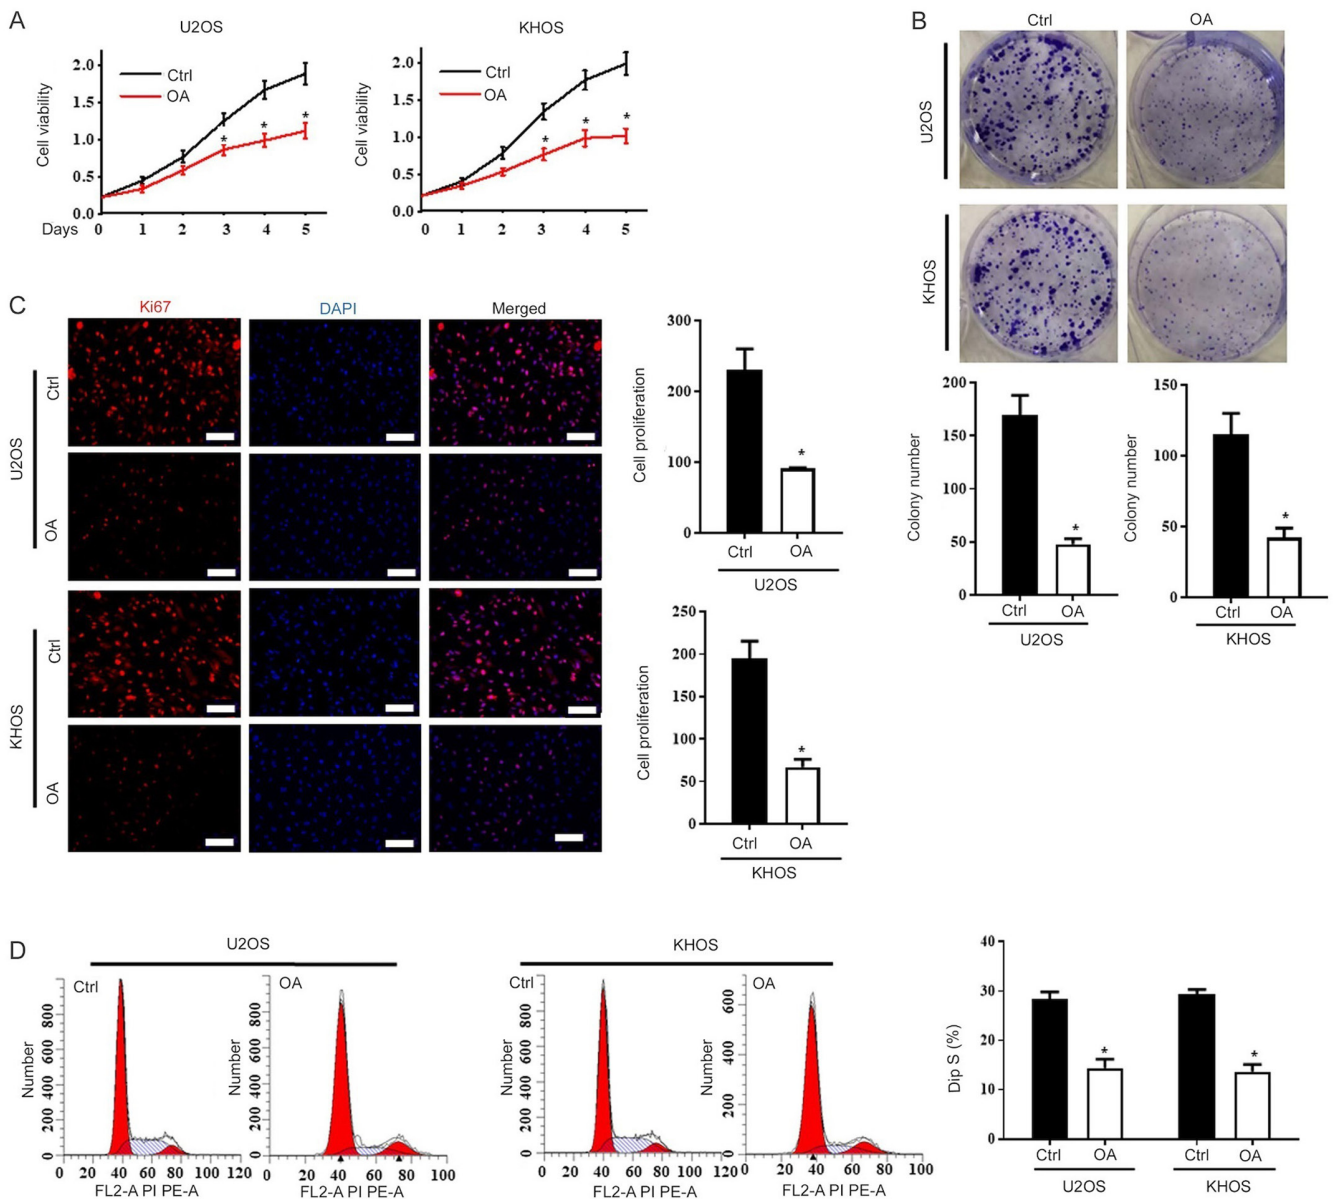 A
U2OS
KHOS
Cell viability
2.0
1.5
1.0
0.5
0.0
Ctrl
OA
*
*
*
Days
0 1 2 3 4 5
Cell viability
2.0
1.5
1.0
0.5
0.0
Ctrl
OA
*
*
*
0 1 2 3 4 5
B
Ctrl OA
U2OS
KHOS
Colony number
200
150
100
50
0
*
Ctrl OA
U2OS
Colony number
150
100
50
0
*
Ctrl OA
KHOS
C
Ki67 DAPI Merged
U2OS
Ctrl
OA
KHOS
Ctrl
OA
Cell proliferation
300
200
100
0
*
Ctrl OA
U2OS
Cell proliferation
250
200
150
100
50
0
*
Ctrl OA
KHOS
D
U2OS
Ctrl
Number
800
600
400
200
0
0 20 40 60 80 100 120
FL2-A PI PE-A
OA
Number
800
600
400
200
0
0 20 40 60 80 100
FL2-A PI PE-A
KHOS
Ctrl
Number
800
600
400
200
0
0 20 40 60 80 100 120
FL2-A PI PE-A
OA
Number
600
400
200
0
0 20 40 60 80 100
FL2-A PI PE-A
Dip S (%)
40
30
20
10
0
*
*
Ctrl OA Ctrl OA
U2OS KHOS